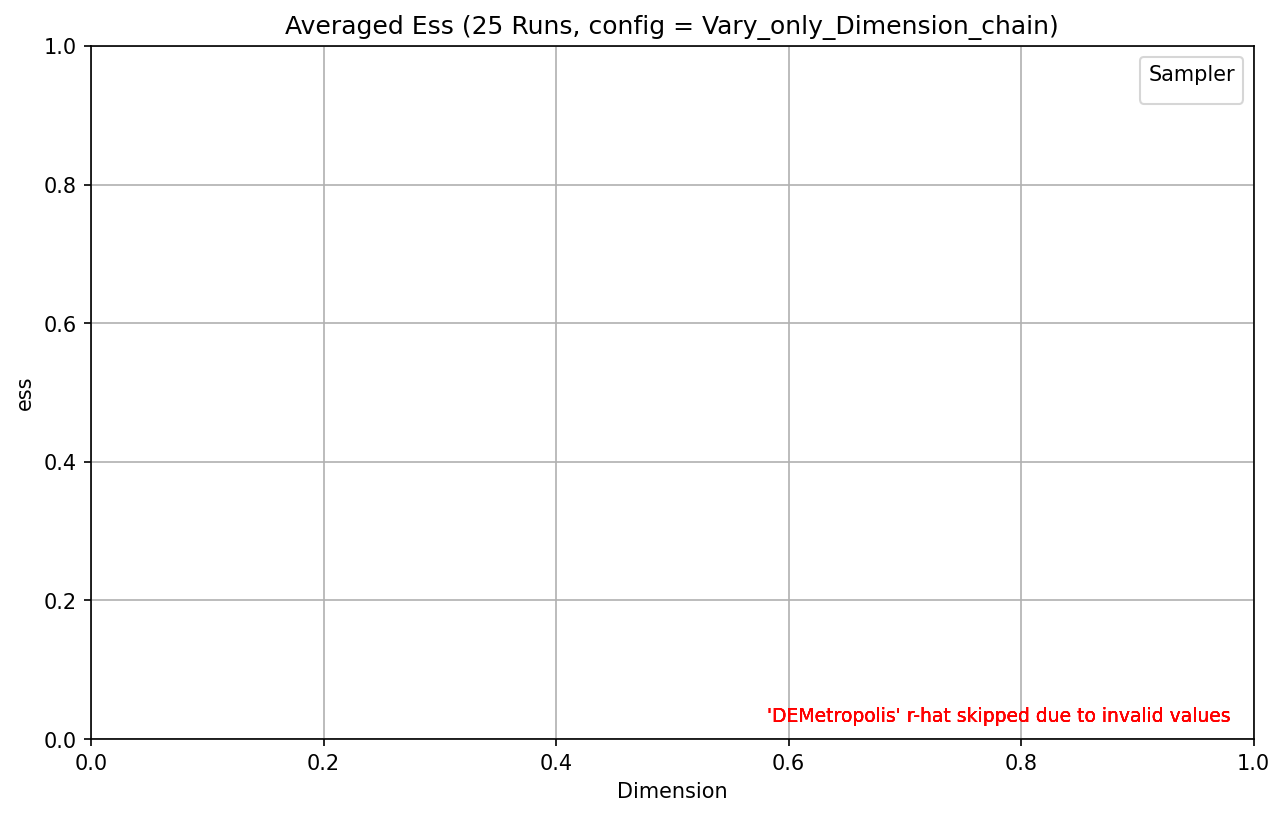 Averaged Ess (25 Runs, config = Vary_only_Dimension_chain)
Sampler
1.0
0.8
0.6
0.4
0.2
0.0
ess
'DEMetropolis' r-hat skipped due to invalid values
0.0 0.2 0.4 0.6 0.8 1.0
Dimension